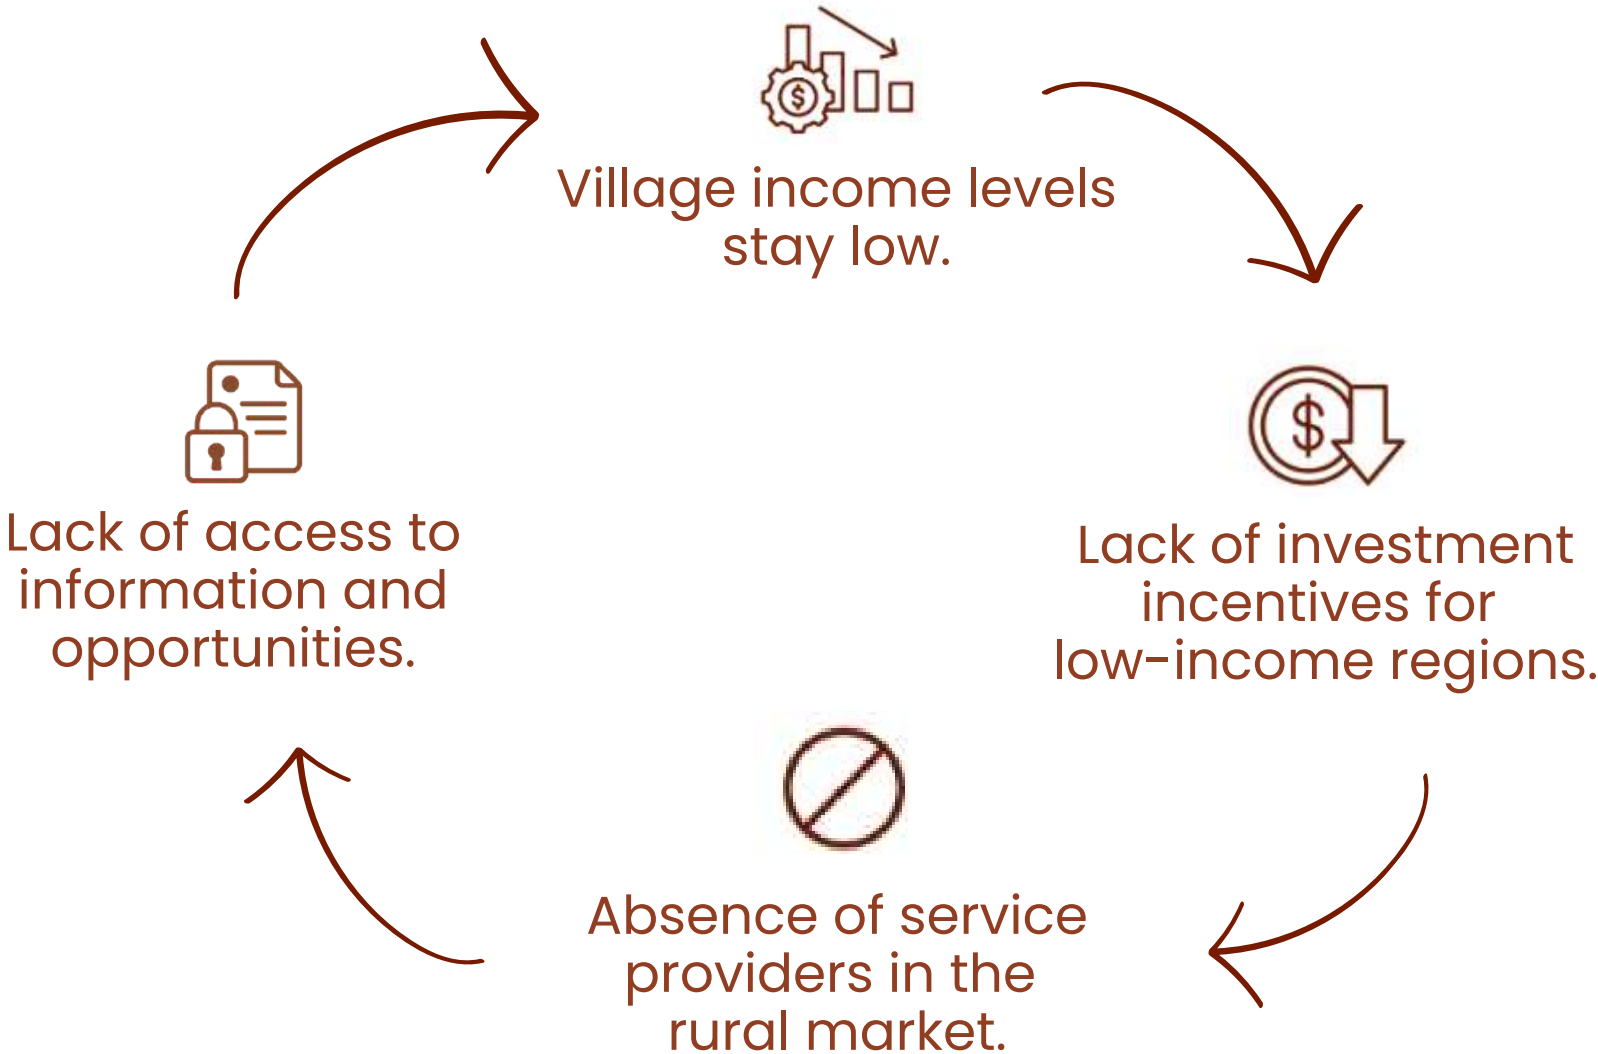 $
Village income levels
stay low.
$
Lack of investment
incentives for
low-income regions.
Absence of service
providers in the
rural market.
Lack of access to
information and
opportunities.